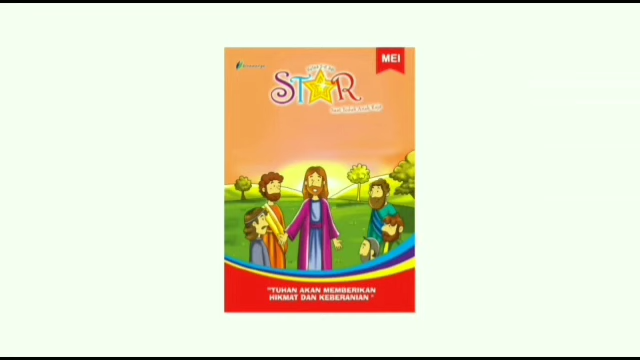 MEI
STAR
"TUHAN AKAN MEMBERIKAN
HIKMAT DAN KEBERANIAN "